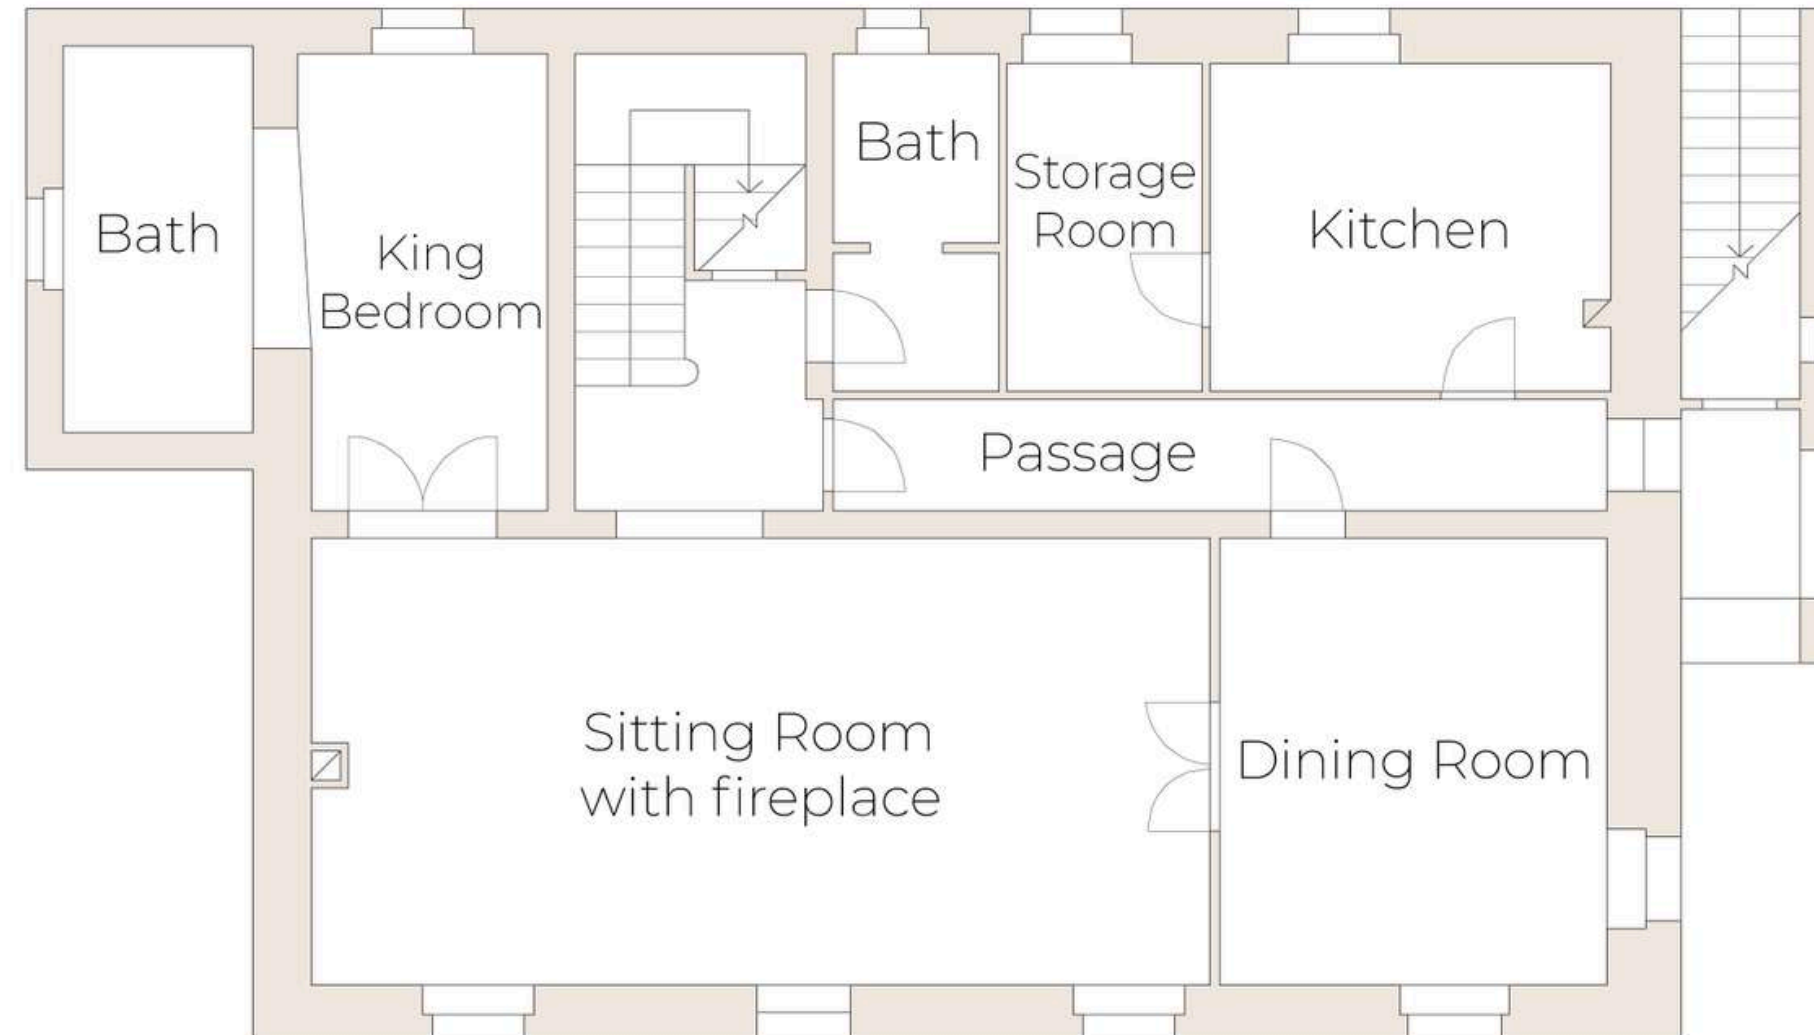 Bath
King
Bedroom
Bath
Storage
Room
Kitchen
Passage
Sitting Room
with fireplace
Dining Room